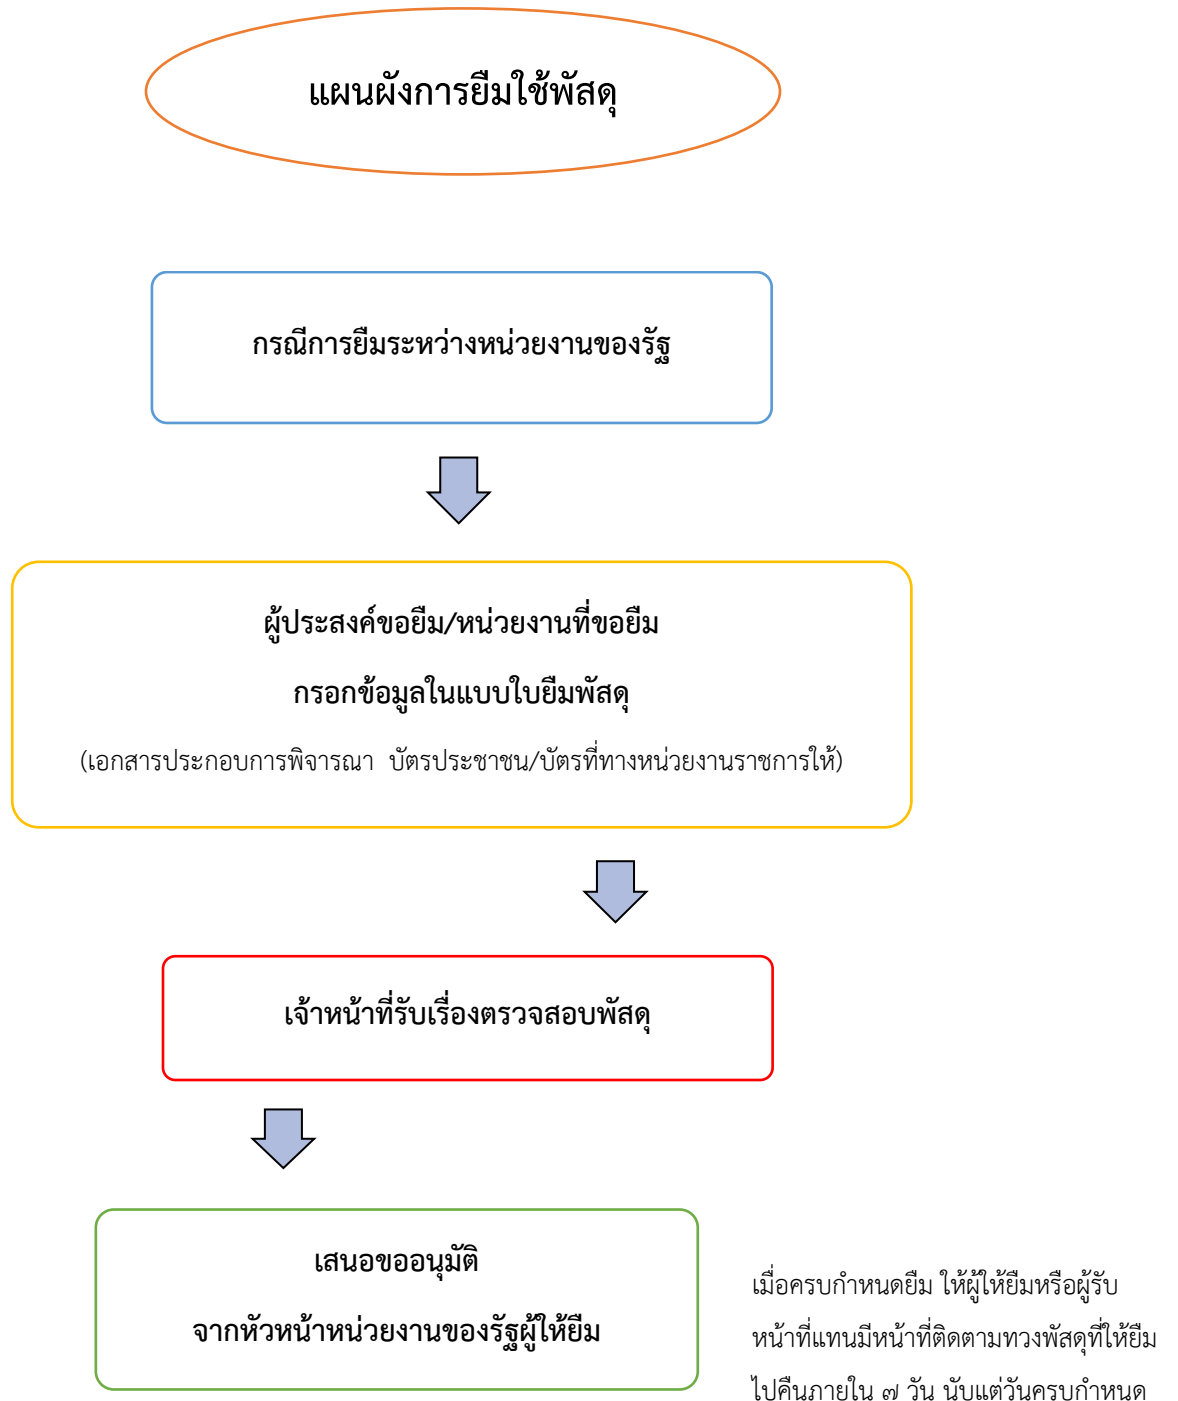 แผนผังการยืมใช้พัสดุ
กรณีการยืมระหว่างหน่วยงานของรัฐ
ผู้ประสงค์ขอยืม/หน่วยงานที่ขอยืม
กรอกข้อมูลในแบบใบยืมพัสดุ
(เอกสารประกอบการพิจารณา บัตรประชาชน/บัตรที่ทางหน่วยงานราชการให้)
เจ้าหน้าที่รับเรื่องตรวจสอบพัสดุ
เสนอขออนุมัติ
จากหัวหน้าหน่วยงานของรัฐผู้ให้ยืม
เมื่อครบกำหนดยืม ให้ผู้ให้ยืมหรือผู้รับ
หน้าที่แทนมีหน้าที่ติดตามทวงพัสดุที่ให้ยืม
ไปคืนภายใน ๗ วัน นับแต่วันครบกำหนด